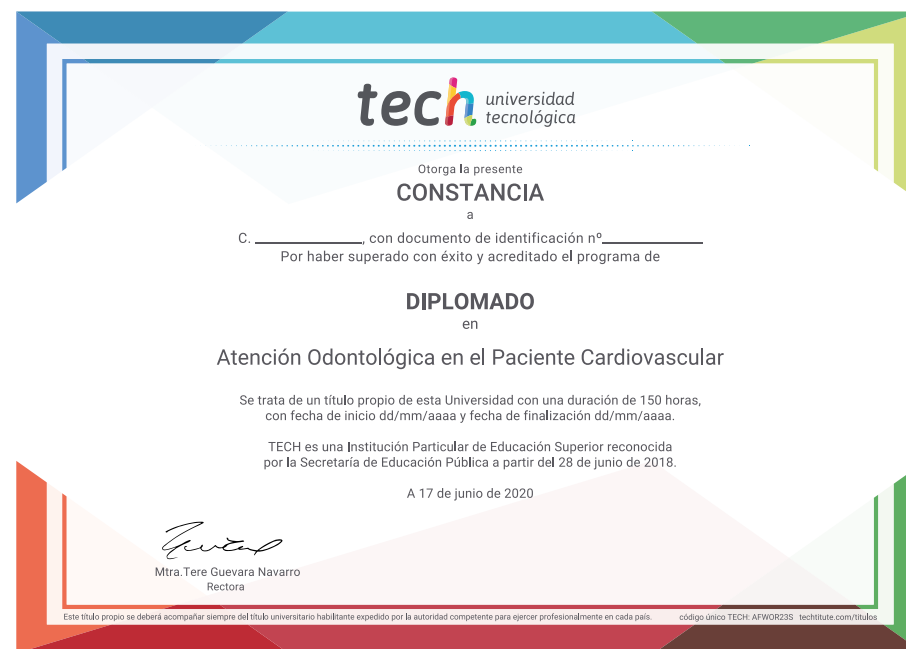 tech universidad
tecnológica
Otorga la presente
CONSTANCIA
a
C. ____________, con documento de identificación nº____________
Por haber superado con éxito y acreditado el programa de
DIPLOMADO
en
Atención Odontológica en el Paciente Cardiovascular
Se trata de un título propio de esta Universidad con una duración de 150 horas,
con fecha de inicio dd/mm/aaaa y fecha de finalización dd/mm/aaaa.
TECH es una Institución Particular de Educación Superior reconocida
por la Secretaría de Educación Pública a partir del 28 de junio de 2018.
A 17 de junio de 2020
Mtra.Tere Guevara Navarro
Rectora
Este título propio se deberá acompañar siempre del título universitario habilitante expedido por la autoridad competente para ejercer profesionalmente en cada país. código único TECH: AFWOR23S techtitute.com/titulos